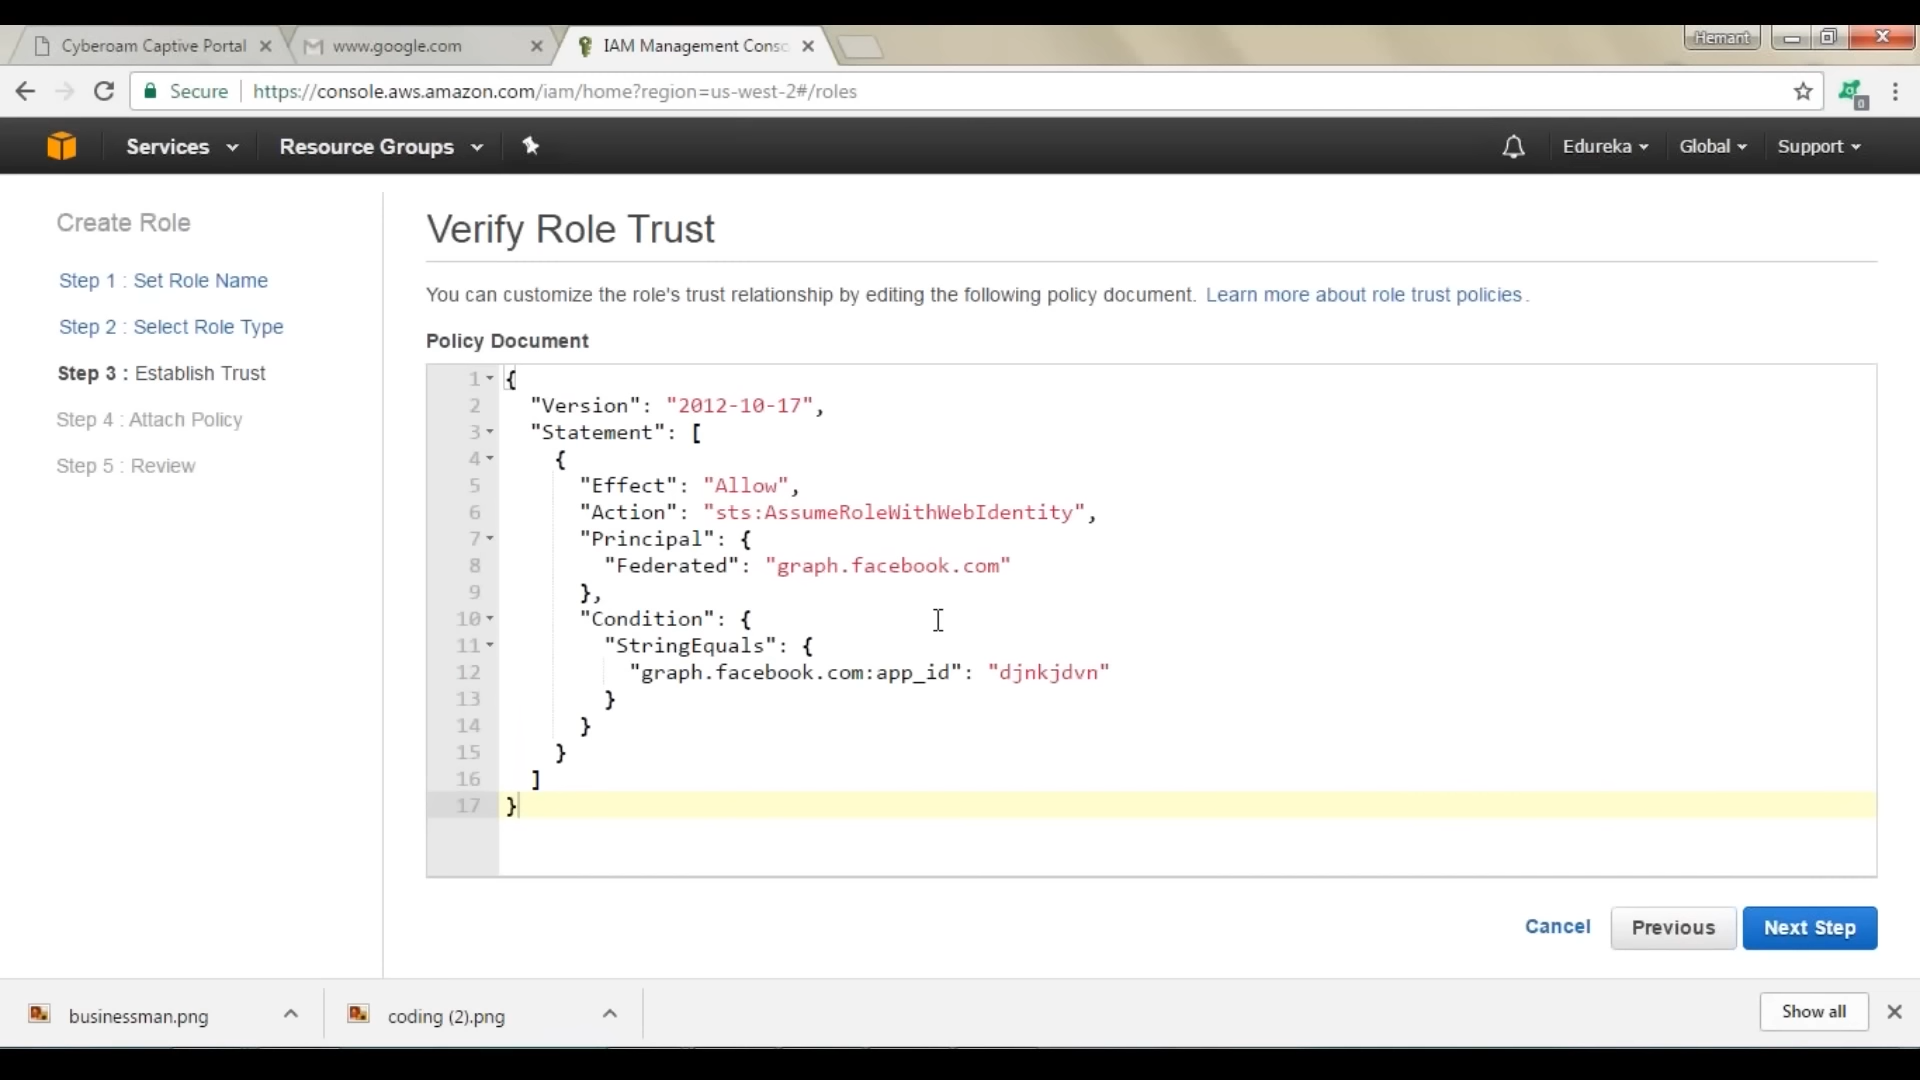 Cyberoam Captive Portal
www.google.com
IAM Management Conso
Hemant
Secure
https://console.aws.amazon.com/iam/home?region=us-west-2#/roles
0
Services
Resource Groups
Edureka
Global
Support
Create Role
Step 1 : Set Role Name
Step 2 : Select Role Type
Step 3 : Establish Trust
Step 4 : Attach Policy
Step 5 : Review
Verify Role Trust
You can customize the role's trust relationship by editing the following policy document. Learn more about role trust policies.
Policy Document
1 {
2 "Version": "2012-10-17",
3 "Statement": [
4 {
5 "Effect": "Allow",
6 "Action": "sts:AssumeRoleWithWebIdentity",
7 "Principal": {
8 "Federated": "graph.facebook.com"
9 },
10 "Condition": {
11 "StringEquals": {
12 "graph.facebook.com:app_id": "djnkjdvn"
13 }
14 }
15 }
16 ]
17 }
Cancel
Previous
Next Step
businessman.png
coding (2).png
Show all